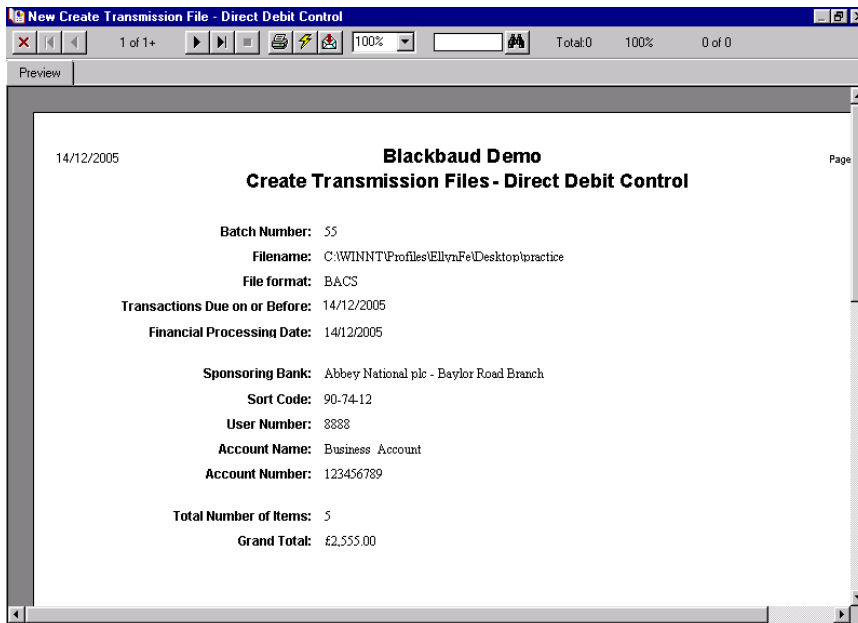 New Create Transmission File - Direct Debit Control
1 of 1+ 100% Total:0 100% 0 of 0
Preview
14/12/2005 Blackbaud Demo Page
Create Transmission Files - Direct Debit Control
Batch Number: 55
Filename: C:\WINNT\Profiles\EllynFe\Desktop\practice
File format: BACS
Transactions Due on or Before: 14/12/2005
Financial Processing Date: 14/12/2005
Sponsoring Bank: Abbey National plc - Baylor Road Branch
Sort Code: 90-74-12
User Number: 8888
Account Name: Business Account
Account Number: 123456789
Total Number of Items: 5
Grand Total: £2,555.00